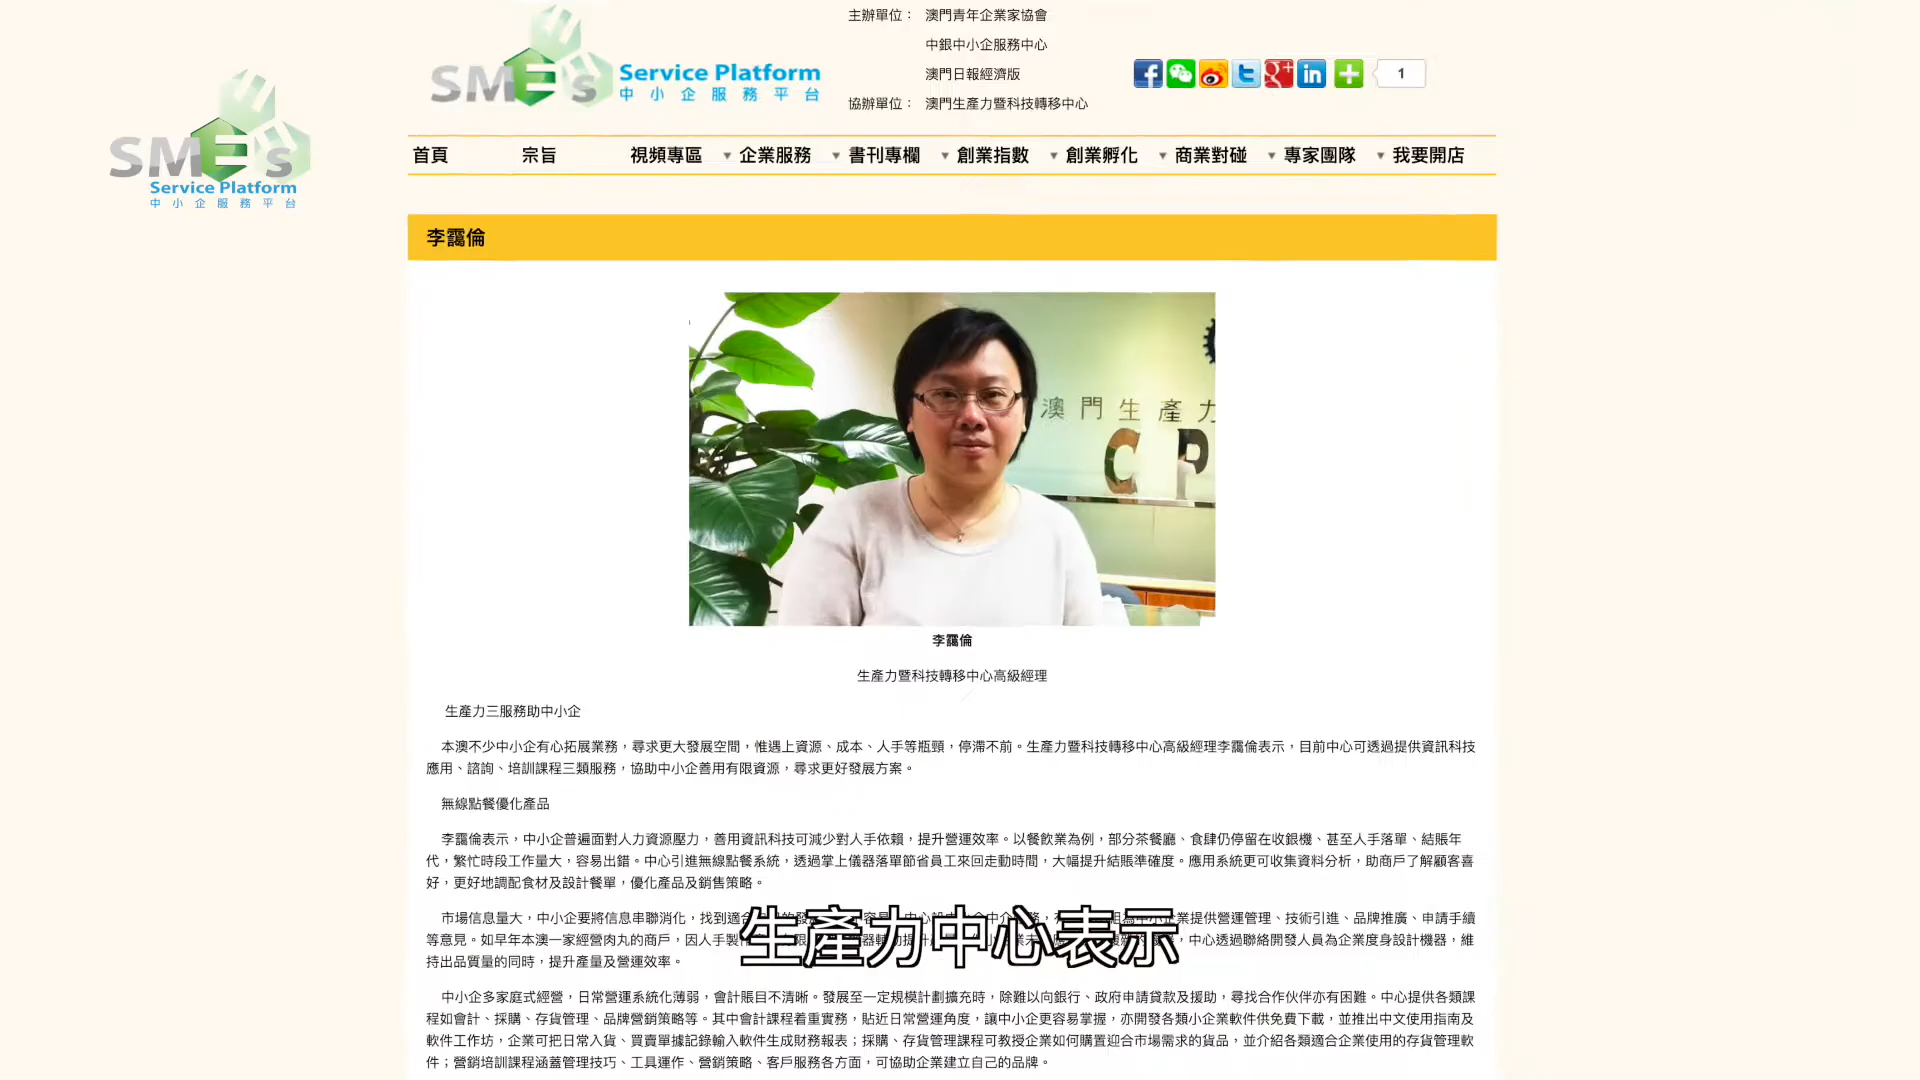 SMEs
Service Platform
中小企服務平台
SMEs
Service Platform
中小企服務平台
主辦單位： 澳門青年企業家協會
中銀中小企服務中心
澳門日報經濟版
協辦單位： 澳門生產力暨科技轉移中心
1
首頁 宗旨 視頻專區 企業服務 書刊專欄 創業指數 創業孵化 商業對碰 專家團隊 我要開店
李靄倫
澳門生產力
CP
李靄倫
生產力暨科技轉移中心高級經理
生產力三服務助中小企
本澳不少中小企有心拓展業務，尋求更大發展空間，惟遇上資源、成本、人手等瓶頸，停滯不前。生產力暨科技轉移中心高級經理李靄倫表示，目前中心可透過提供資訊科技
應用、諮詢、培訓課程三類服務，協助中小企善用有限資源，尋求更好發展方案。
無線點餐優化產品
李靄倫表示，中小企普遍面對人力資源壓力，善用資訊科技可減少對人手依賴，提升營運效率。以餐飲業為例，部分茶餐廳、食肆仍停留在收銀機、甚至人手落單、結賬年
代，繁忙時段工作量大，容易出錯。中心引進無線點餐系統，透過掌上儀器落單節省員工來回走動時間，大幅提升結賬準確度。應用系統更可收集資料分析，助商戶了解顧客喜
好，更好地調配食材及設計餐單，優化產品及銷售策略。
市場信息量大，中小企要將信息串聯消化，找到適合 中小企業提供營運管理、技術引進、品牌推廣、申請手續
等意見。如早年本澳一家經營肉丸的商戶，因人手製 ，中心透過聯絡開發人員為企業度身設計機器，維
持出品質量的同時，提升產量及營運效率。
生產力中心表示
中小企多家庭式經營，日常營運系統化薄弱，會計賬目不清晰。發展至一定規模計劃擴充時，除難以向銀行、政府申請貸款及援助，尋找合作伙伴亦有困難。中心提供各類課
程如會計、採購、存貨管理、品牌營銷策略等。其中會計課程着重實務，貼近日常營運角度，讓中小企更容易掌握，亦開發各類小企業軟件供免費下載，並推出中文使用指南及
軟件工作坊，企業可把日常入貨、買賣單據記錄輸入軟件生成財務報表；採購、存貨管理課程可教授企業如何購置迎合市場需求的貨品，並介紹各類適合企業使用的存貨管理軟
件；營銷培訓課程涵蓋管理技巧、工具運作、營銷策略、客戶服務各方面，可協助企業建立自己的品牌。